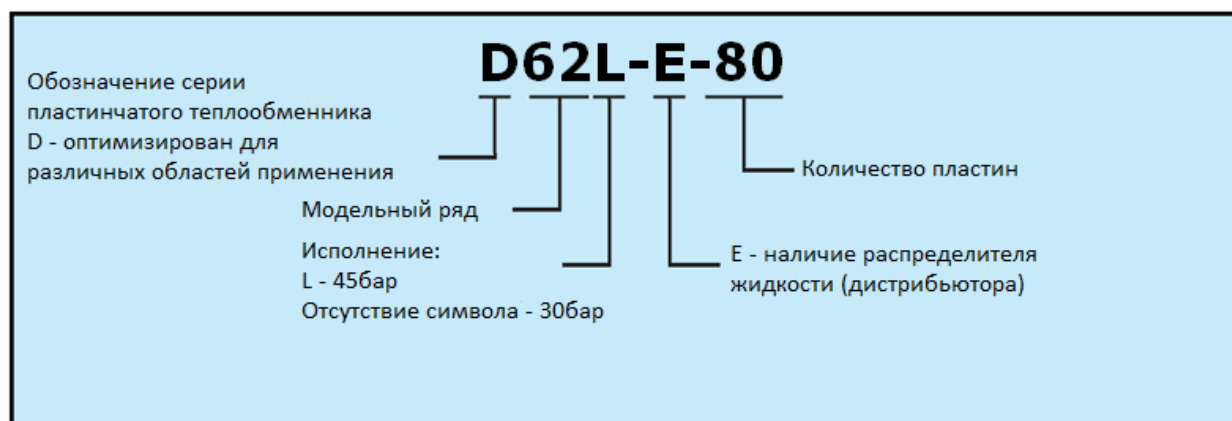 D62L-E-80
Обозначение серии
пластинчатого теплообменника
D - оптимизирован для
различных областей применения
Количество пластин
Модельный ряд
Исполнение:
L - 45бар
Отсутствие символа - 30бар
E - наличие распределителя
жидкости (дистрибьютора)